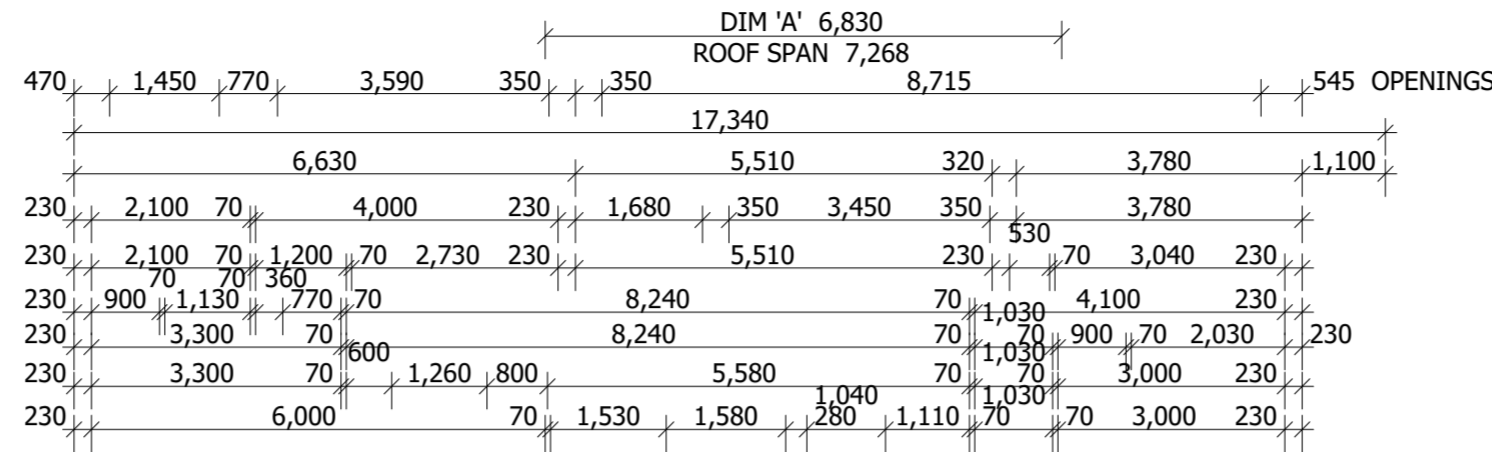 DIM 'A' 6,830
ROOF SPAN 7,268
470 1,450 770 3,590 350 350 8,715 545 OPENINGS
17,340
6,630 5,510 320 3,780 1,100
230 2,100 70 4,000 230 1,680 350 3,450 350 3,780
530
230 2,100 70 1,200 70 2,730 230 5,510 230 70 3,040 230
70 70 360
230 900 1,130 770 70 8,240 70 4,100 230
1,030
230 3,300 70 8,240 70 70 900 70 2,030 230
600 1,030
230 3,300 70 1,260 800 5,580 70 70 3,000 230
1,040 1,030
230 6,000 70 1,530 1,580 280 1,110 70 70 3,000 230